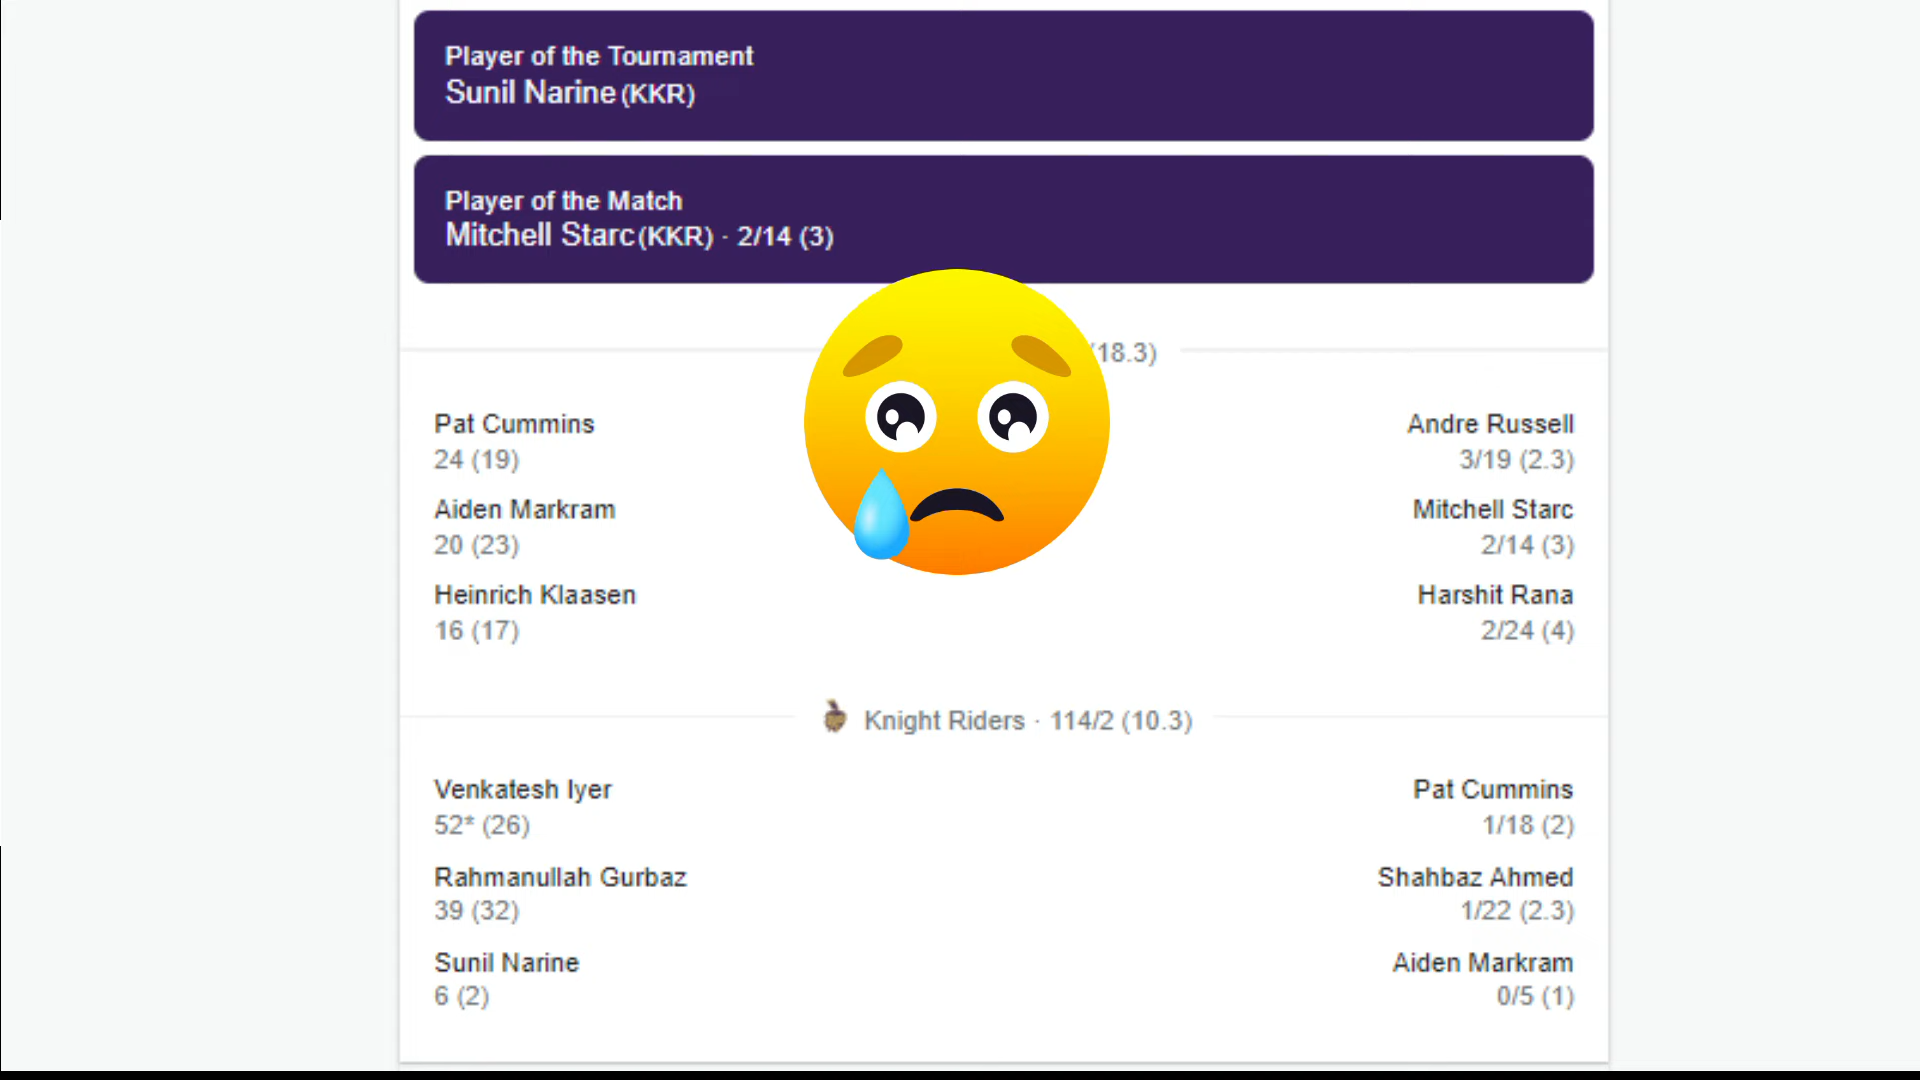 Player of the Tournament
Sunil Narine (KKR)
Player of the Match
Mitchell Starc (KKR) · 2/14 (3)
(18.3)
Pat Cummins
24 (19)
Andre Russell
3/19 (2.3)
Aiden Markram
20 (23)
Mitchell Starc
2/14 (3)
Heinrich Klaasen
16 (17)
Harshit Rana
2/24 (4)
Knight Riders · 114/2 (10.3)
Venkatesh Iyer
52* (26)
Pat Cummins
1/18 (2)
Rahmanullah Gurbaz
39 (32)
Shahbaz Ahmed
1/22 (2.3)
Sunil Narine
6 (2)
Aiden Markram
0/5 (1)